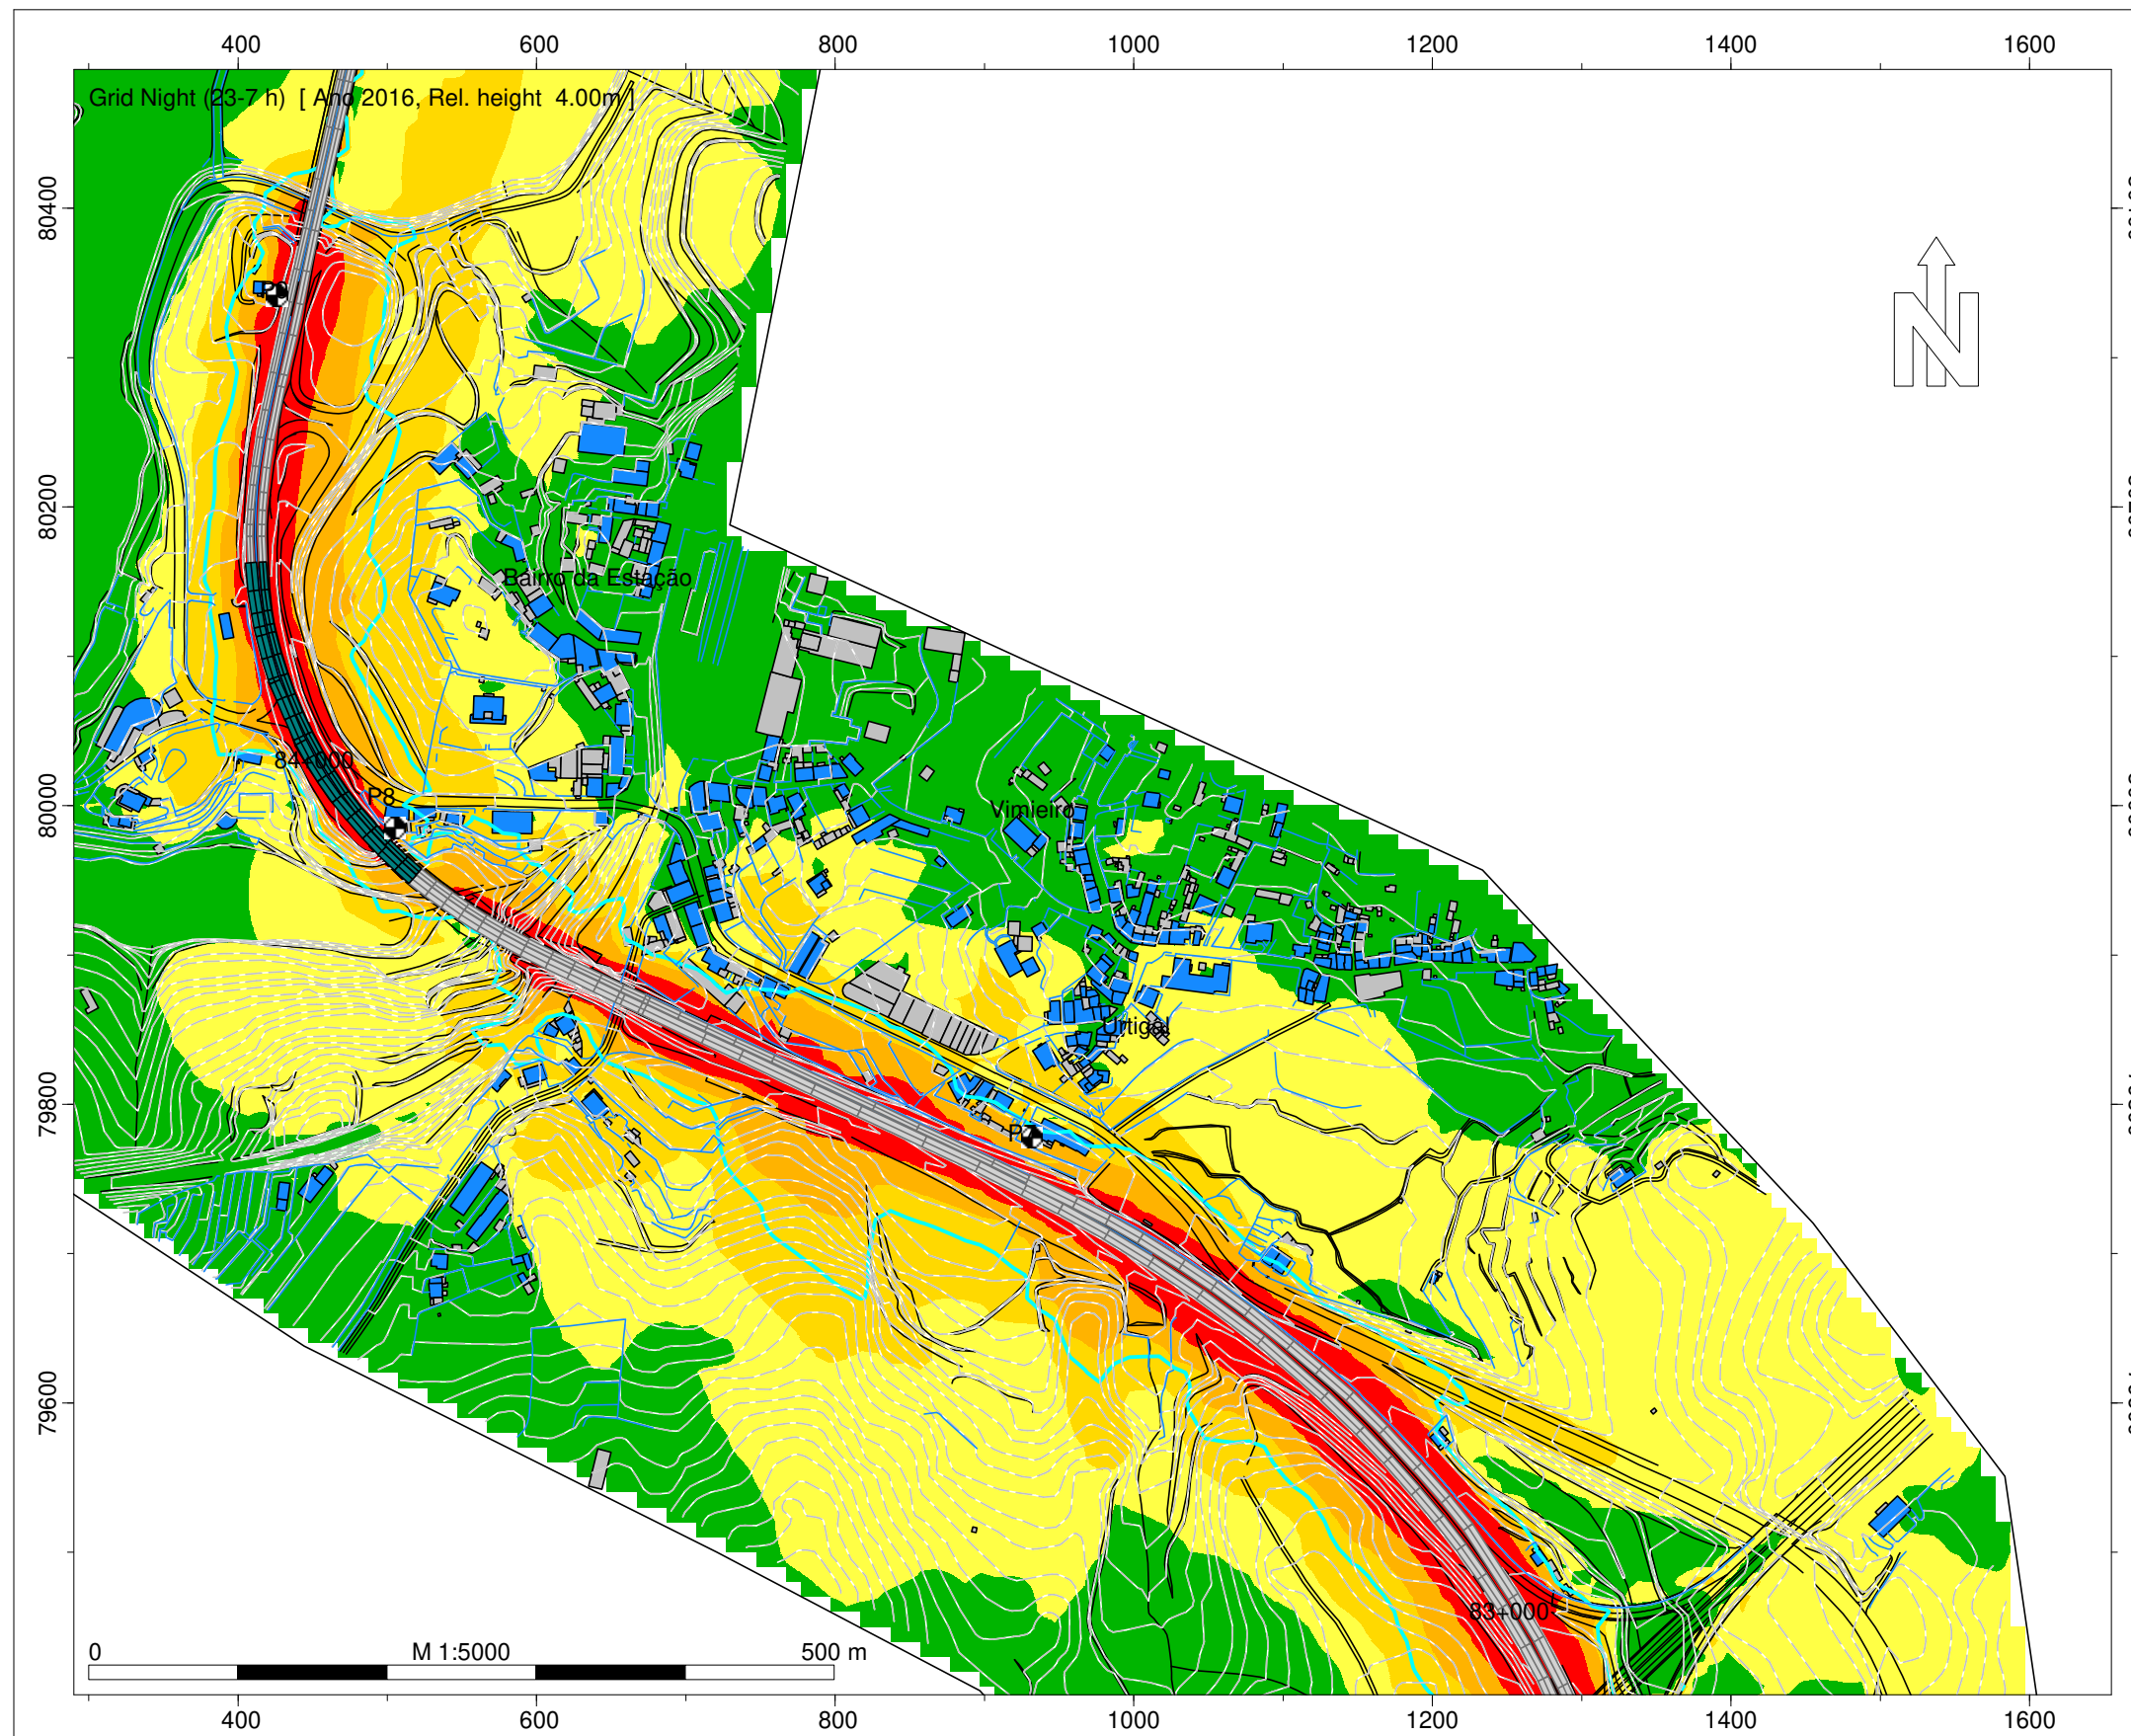 400 600 800 1000 1200 1400 1600
Grid Night (23-7 h) [ Ano 2016, Rel. height 4.00m ]
80400
N
80200
Bairro da Estação
84+000
P8
80000
Vimieiro
Urtigal
79800
79600
83+000
0 M 1:5000 500 m
400 600 800 1000 1200 1400 1600